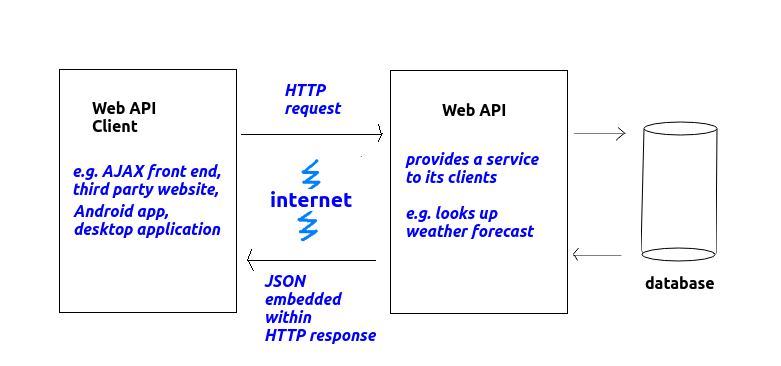 Web API
Client
e.g. AJAX front end,
third party website,
Android app,
desktop application
HTTP
request
internet
JSON
embedded
within
HTTP response
Web API
provides a service
to its clients
e.g. looks up
weather forecast
database